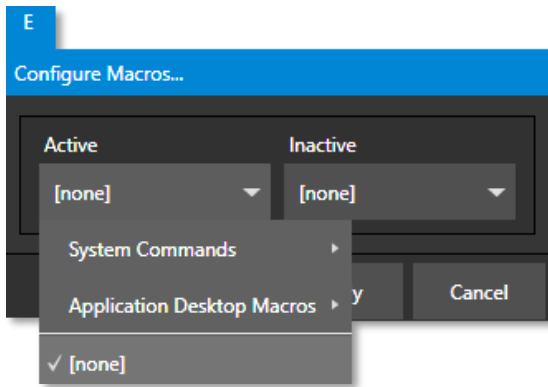 E
Configure Macros...
Active Inactive
[none] [none]
System Commands
Application Desktop Macros
y Cancel
[none]